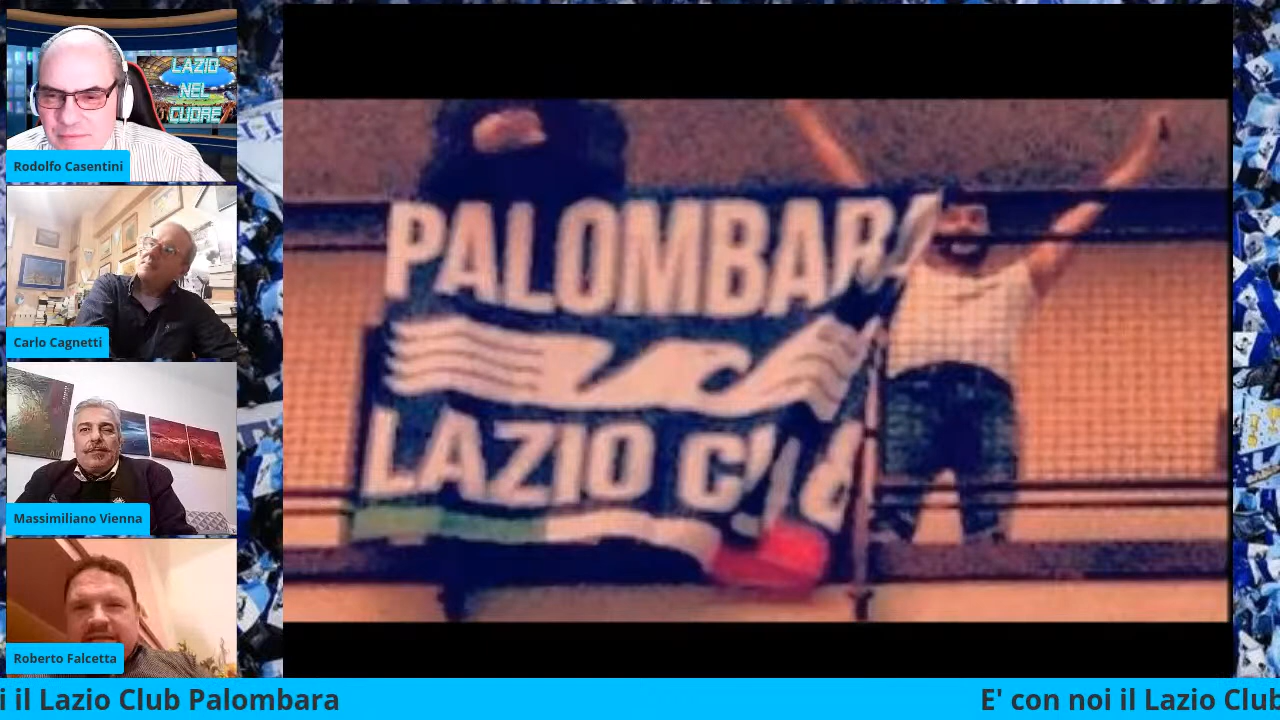 LAZIO
NEL
CUORE
Rodolfo Casentini
Carlo Cagnetti
Massimiliano Vienna
Roberto Falcetta
PALOMBARA
LAZIO CLUB
i il Lazio Club Palombara
E' con noi il Lazio Club